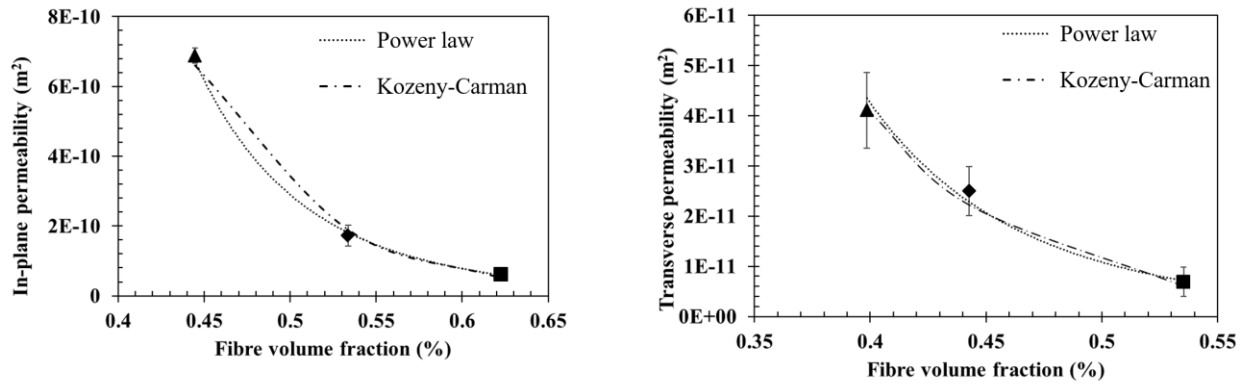 8E-10
6E-10
4E-10
2E-10
0
In-plane permeability (m²)
Power law
Kozeny-Carman
0.4 0.45 0.5 0.55 0.6 0.65
Fibre volume fraction (%)
6E-11
5E-11
4E-11
3E-11
2E-11
1E-11
0E+00
Transverse permeability (m²)
Power law
Kozeny-Carman
0.35 0.4 0.45 0.5 0.55
Fibre volume fraction (%)